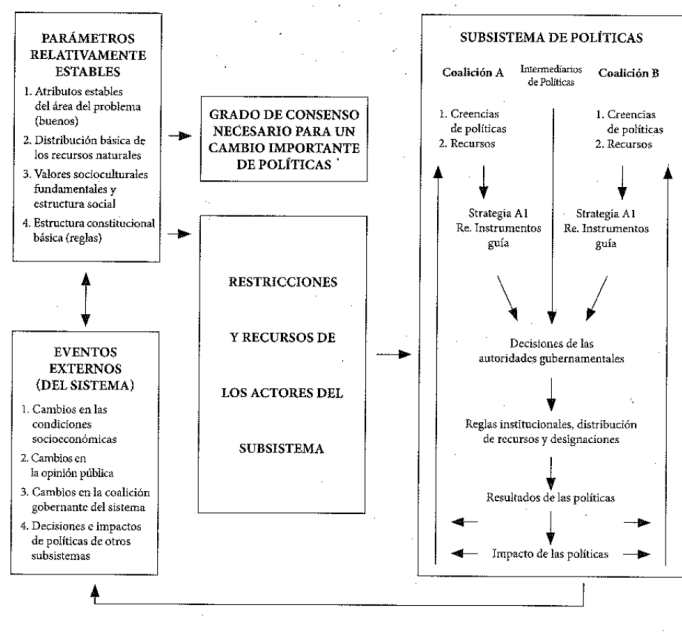 PARÁMETROS
RELATIVAMENTE
ESTABLES
1. Atributos estables
del área del problema
(buenos)
2. Distribución básica de
los recursos naturales
3. Valores socioculturales
fundamentales y
estructura social
4. Estructura constitucional
básica (reglas)
EVENTOS
EXTERNOS
(DEL SISTEMA)
1. Cambios en las
condiciones
socioeconómicas
2. Cambios en
la opinión pública
3. Cambios en la coalición
gobernante del sistema
4. Decisiones e impactos
de políticas de otros
subsistemas
GRADO DE CONSENSO
NECESARIO PARA UN
CAMBIO IMPORTANTE
DE POLÍTICAS
RESTRICCIONES
Y RECURSOS DE
LOS ACTORES DEL
SUBSISTEMA
SUBSISTEMA DE POLÍTICAS
Coalición A
Intermediarios
de Políticas
Coalición B
1. Creencias
de políticas
2. Recursos
1. Creencias
de políticas
2. Recursos
Strategia A1
Re. Instrumentos
guía
Strategia A1
Re. Instrumentos
guía
Decisiones de las
autoridades gubernamentales
Reglas institucionales, distribución
de recursos y designaciones
Resultados de las políticas
Impacto de las políticas